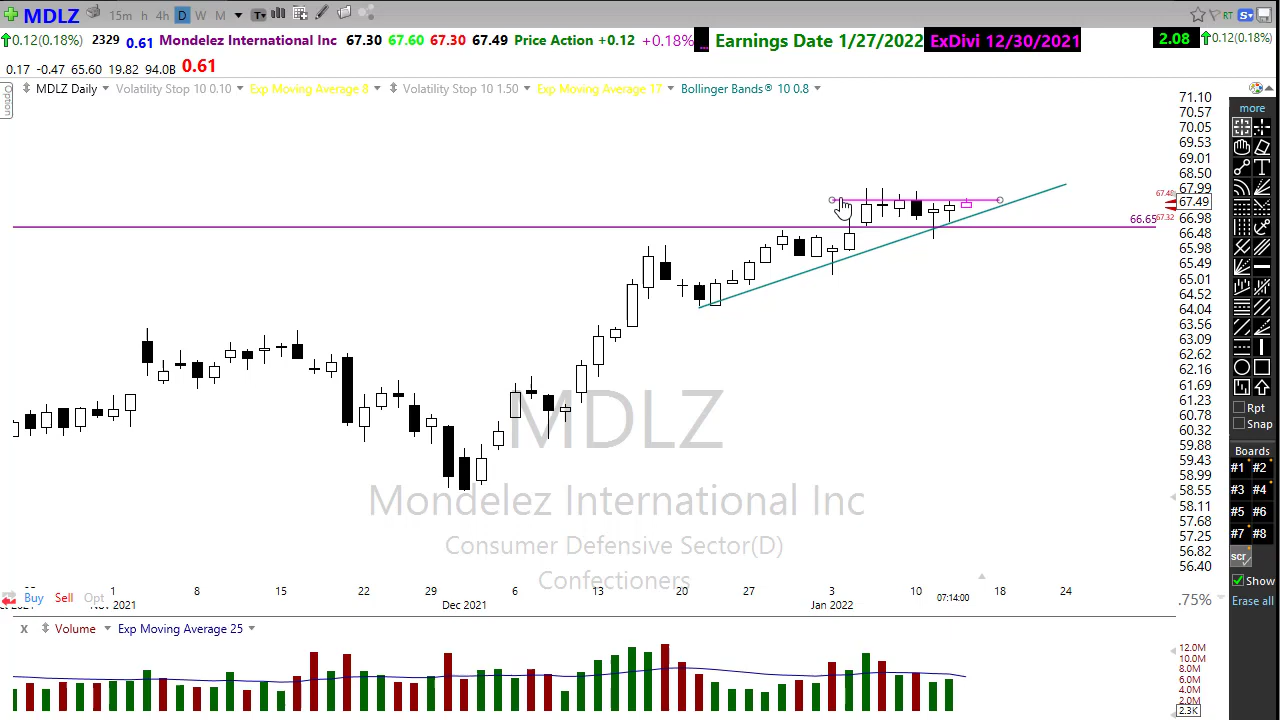 MDLZ 15m h 4h D W M T RT S
0.12(0.18%) 2329 0.61 Mondelez International Inc 67.30 67.60 67.30 67.49 Price Action +0.12 +0.18% ... Earnings Date 1/27/2022 ExDivi 12/30/2021 2.08 0.12(0.18%)
0.17 -0.47 65.60 19.82 94.0B 0.61
Option
MDLZ Daily Volatility Stop 10 0.10 Exp Moving Average 8 Volatility Stop 10 1.50 Exp Moving Average 17 Bollinger Bands® 10 0.8
71.10
70.57
70.05
69.53
69.01
68.50
67.99
67.48
67.49
67.32
66.98
66.65
66.48
65.98
65.49
65.01
64.52
64.04
63.56
63.09
62.62
62.16
61.69
61.23
60.78
60.32
59.88
59.43
58.99
58.55
58.11
57.68
57.25
56.82
56.40
MDLZ
Mondelez International Inc
Consumer Defensive Sector(D)
Confectioners
1 8 15 22 29 6 13 20 27 3 10 07:14:00 18 24
Nov 2021 Dec 2021 Jan 2022
Buy Sell Opt
.75%
X Volume Exp Moving Average 25
12.0M
10.0M
8.0M
6.0M
4.0M
2.0M
2.3K
more
T
Rpt
Snap
Boards
#1 #2
#3 #4
#5 #6
#7 #8
scr
Show
Erase all